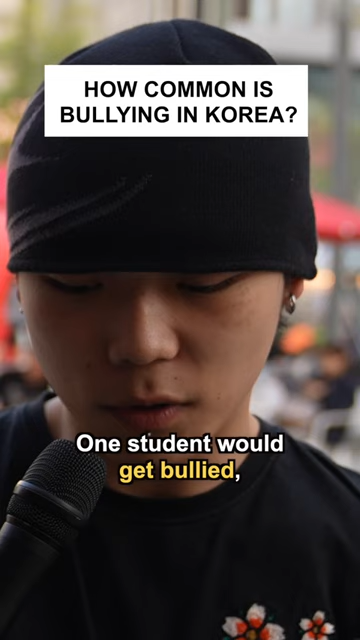 HOW COMMON IS
BULLYING IN KOREA?
One student would
get bullied,